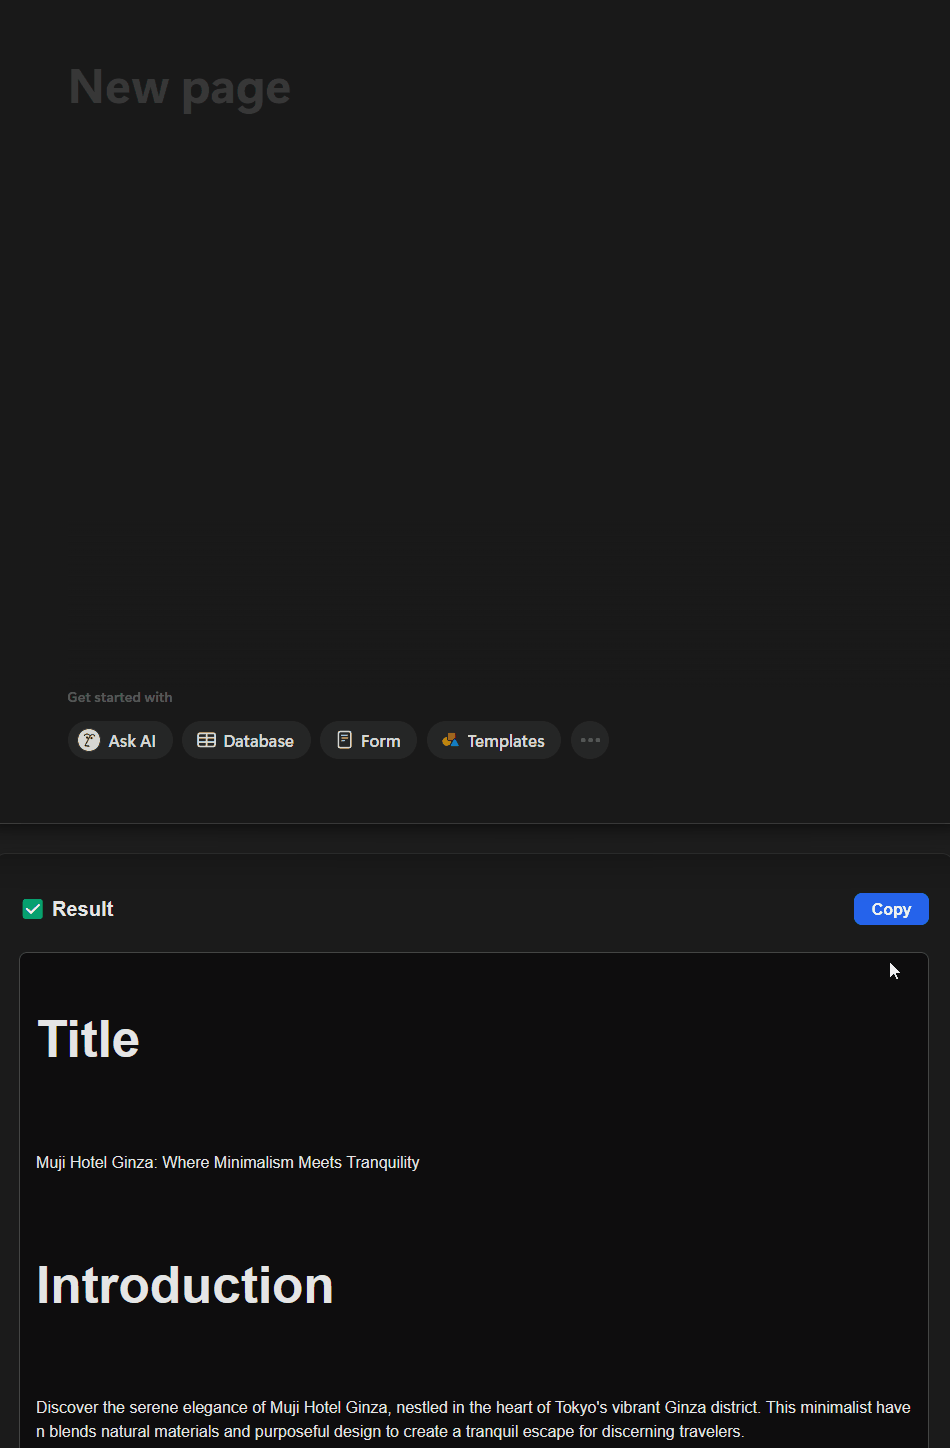 New page
Get started with
Ask AI
Database
Form
Templates
Result
Copy
Title
Muji Hotel Ginza: Where Minimalism Meets Tranquility
Introduction
Discover the serene elegance of Muji Hotel Ginza, nestled in the heart of Tokyo's vibrant Ginza district. This minimalist have
n blends natural materials and purposeful design to create a tranquil escape for discerning travelers.